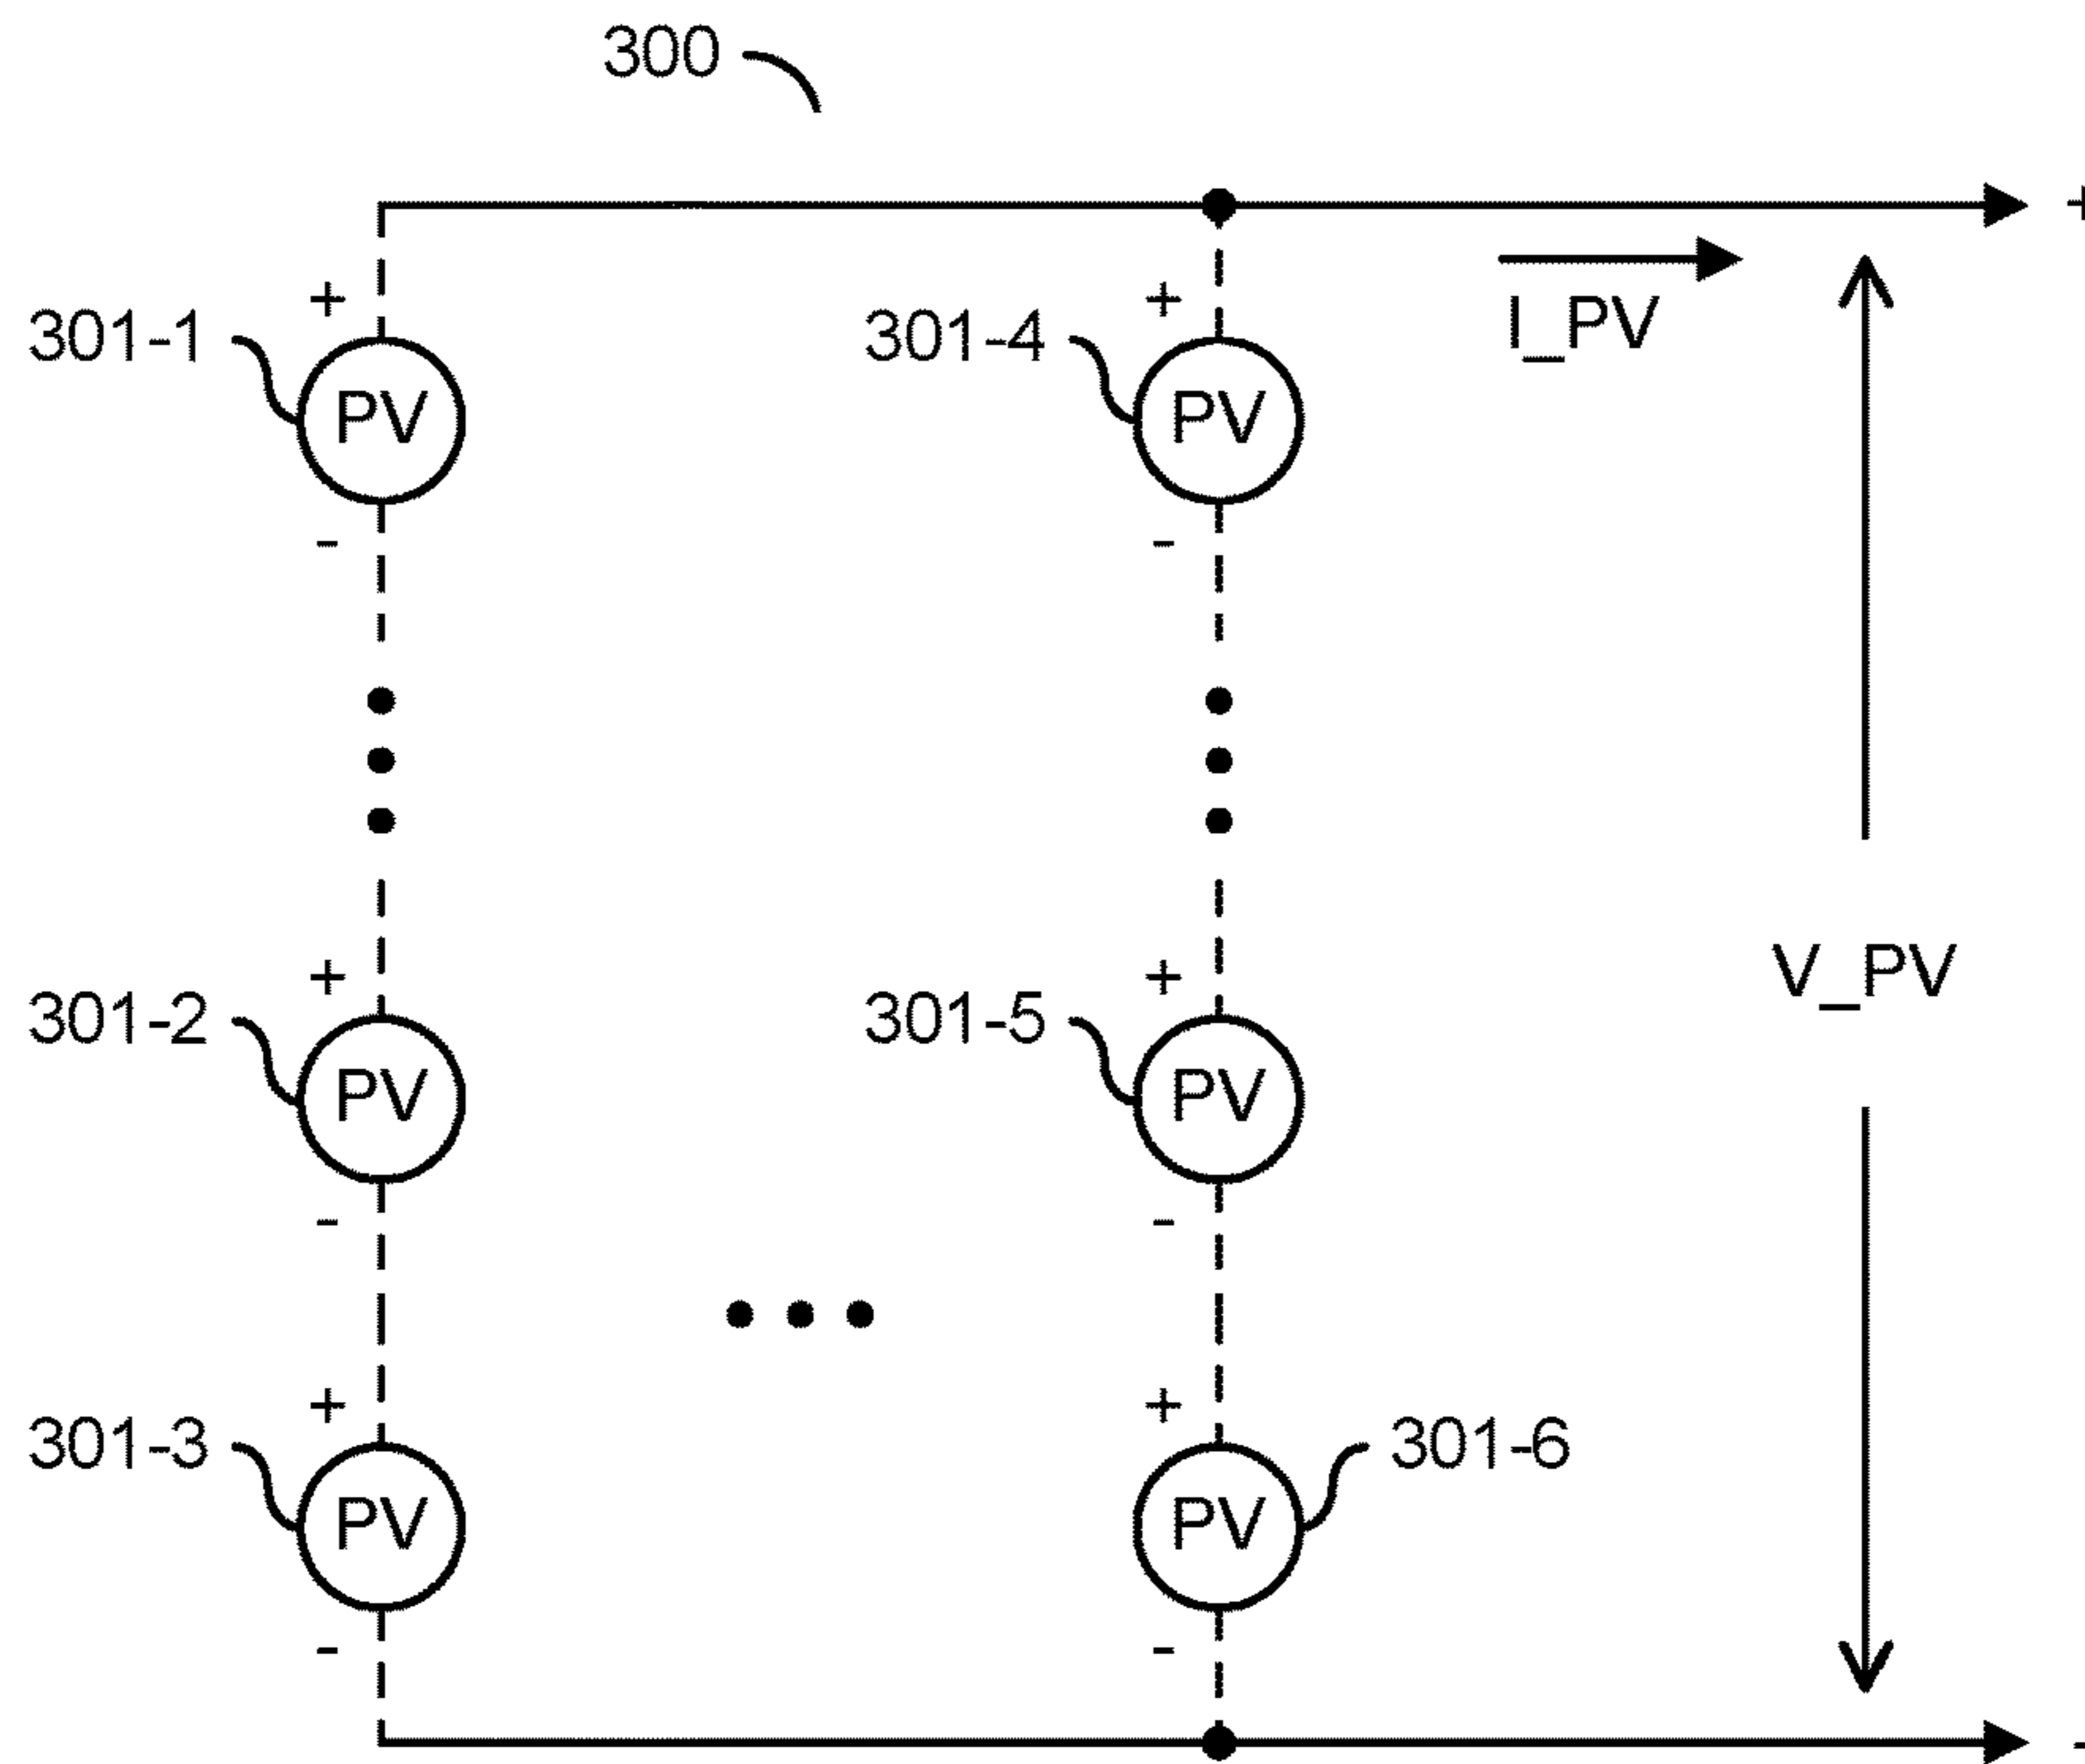 300
+
+
+
301-1
301-4
I_PV
PV
PV
-
-
V_PV
+
+
301-2
301-5
PV
PV
-
-
+
+
301-3
301-6
PV
PV
-
-
-